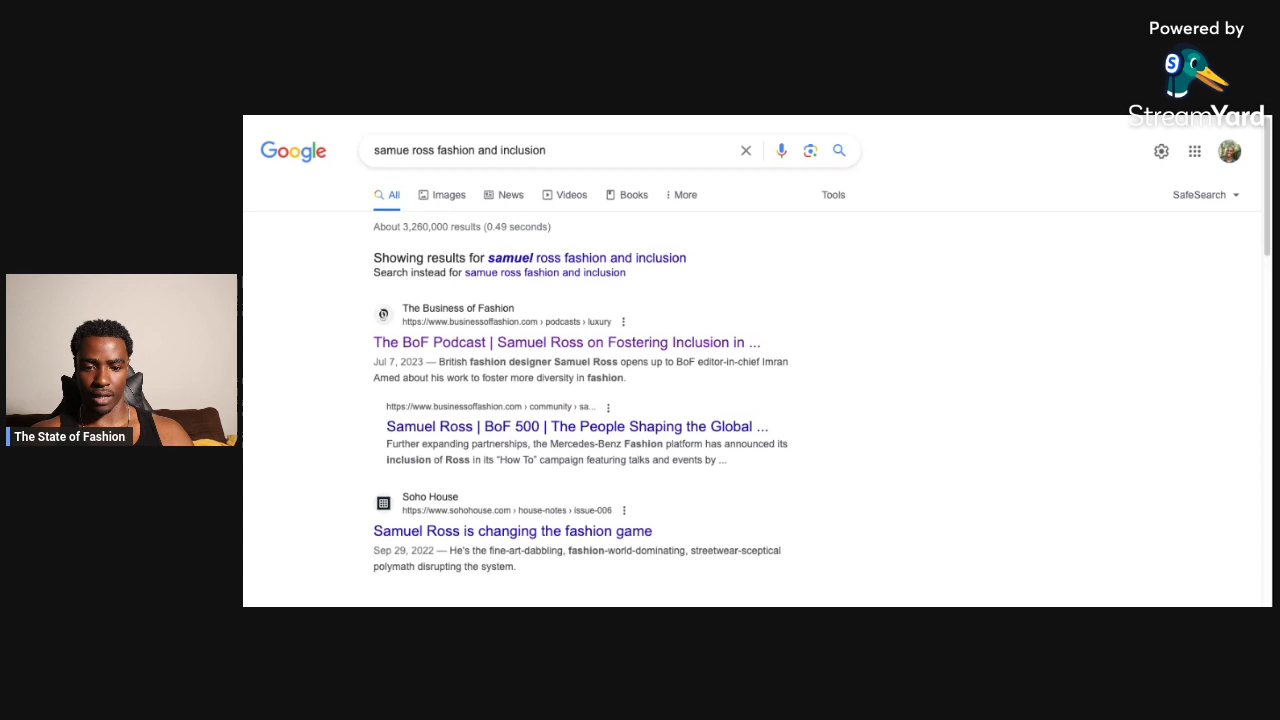 Powered by
StreamYard
Google
samue ross fashion and inclusion
All
Images
News
Videos
Books
More
Tools
SafeSearch
About 3,260,000 results (0.49 seconds)
Showing results for samuel ross fashion and inclusion
Search instead for samue ross fashion and inclusion
The Business of Fashion
https://www.businessoffashion.com › podcasts › luxury
The BoF Podcast | Samuel Ross on Fostering Inclusion in ...
Jul 7, 2023 — British fashion designer Samuel Ross opens up to BoF editor-in-chief Imran
Amed about his work to foster more diversity in fashion.
https://www.businessoffashion.com › community › sa...
Samuel Ross | BoF 500 | The People Shaping the Global ...
Further expanding partnerships, the Mercedes-Benz Fashion platform has announced its
inclusion of Ross in its “How To” campaign featuring talks and events by ...
Soho House
https://www.sohohouse.com › house-notes › issue-006
Samuel Ross is changing the fashion game
Sep 29, 2022 — He's the fine-art-dabbling, fashion-world-dominating, streetwear-sceptical
polymath disrupting the system.
The State of Fashion